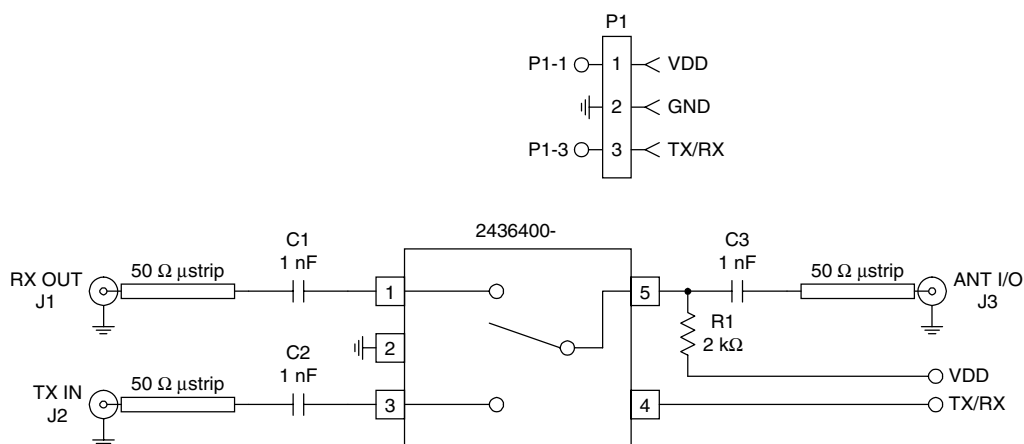 P1
P1-1 1 VDD
2 GND
P1-3 3 TX/RX
2436400-
RX OUT
J1
50 Ω μstrip
C1
1 nF
1
5
C3
1 nF
50 Ω μstrip
ANT I/O
J3
R1
2 kΩ
2
TX IN
J2
50 Ω μstrip
C2
1 nF
3
4
VDD
TX/RX